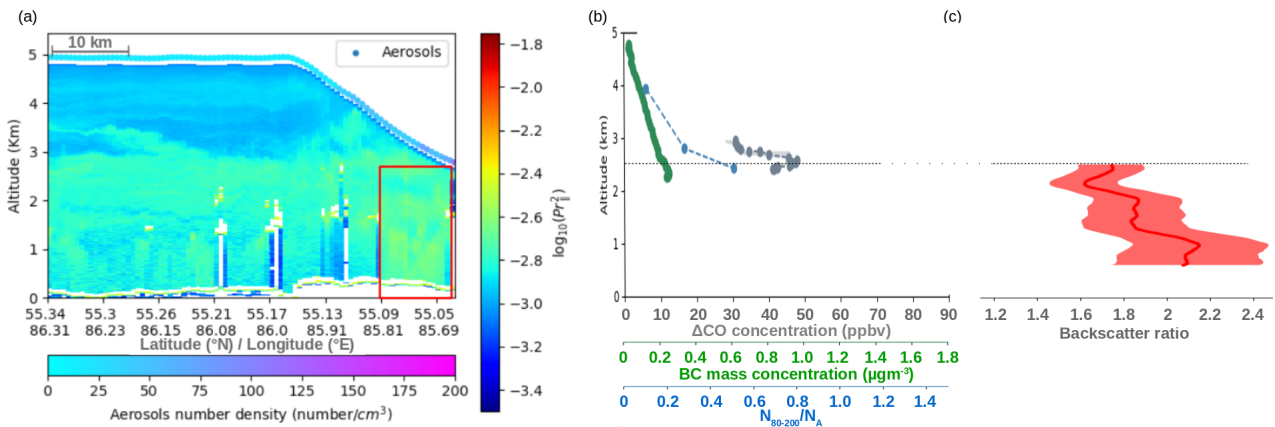 (a)
10 km
Aerosols
Altitude (Km)
5
4
3
2
1
0
55.34 55.3 55.26 55.21 55.17 55.13 55.09 55.05
86.31 86.23 86.15 86.08 86.0 85.91 85.81 85.69
Latitude (°N) / Longitude (°E)
0 25 50 75 100 125 150 175 200
Aerosols number density (number/cm³)
−1.8
−2.0
−2.2
−2.4
−2.6
−2.8
−3.0
−3.2
−3.4
log₁₀(Pr²∥)
(b)
Altitude (km)
5
4
3
2
1
0
0 10 20 30 40 50 60 70 80 90
ΔCO concentration (ppbv)
0 0.2 0.4 0.6 0.8 1.0 1.2 1.4 1.6 1.8
BC mass concentration (µgm⁻³)
0 0.2 0.4 0.6 0.8 1.0 1.2 1.4
N₈₀₋₂₀₀/N_A
(c)
1.2 1.4 1.6 1.8 2.0 2.2 2.4
Backscatter ratio